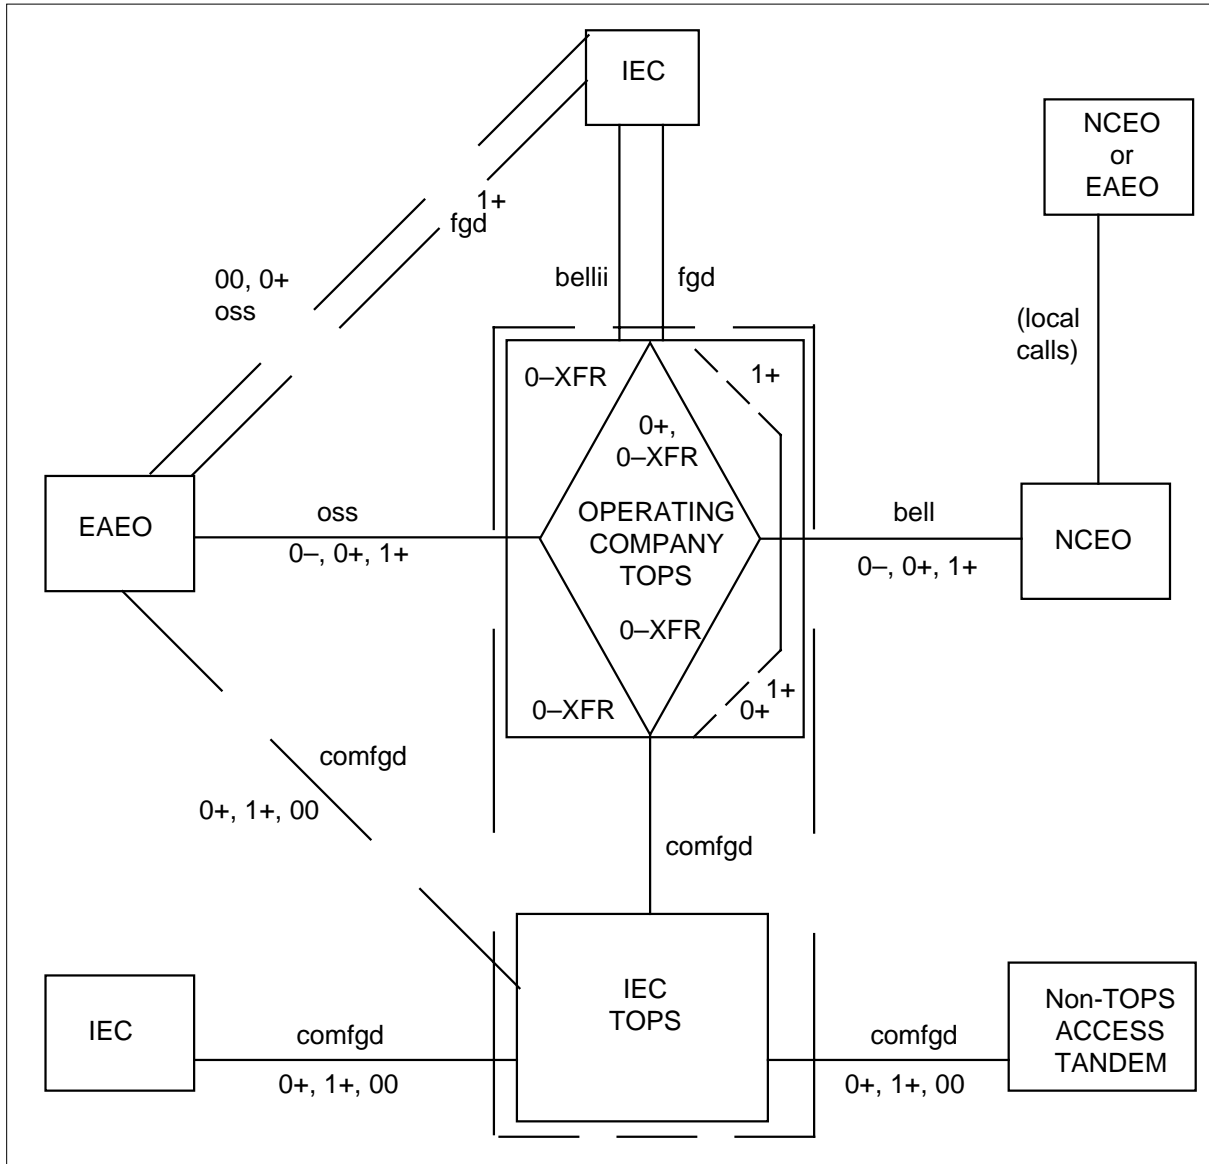 IEC
NCEO
or
EAEO
1+
fgd
00, 0+
oss
bellii
fgd
(local
calls)
0–XFR
1+
0+,
0–XFR
EAEO
oss
0–, 0+, 1+
OPERATING
COMPANY
TOPS
bell
0–, 0+, 1+
NCEO
0–XFR
0–XFR
1+
0+
comfgd
0+, 1+, 00
comfgd
IEC
comfgd
0+, 1+, 00
IEC
TOPS
comfgd
0+, 1+, 00
Non-TOPS
ACCESS
TANDEM